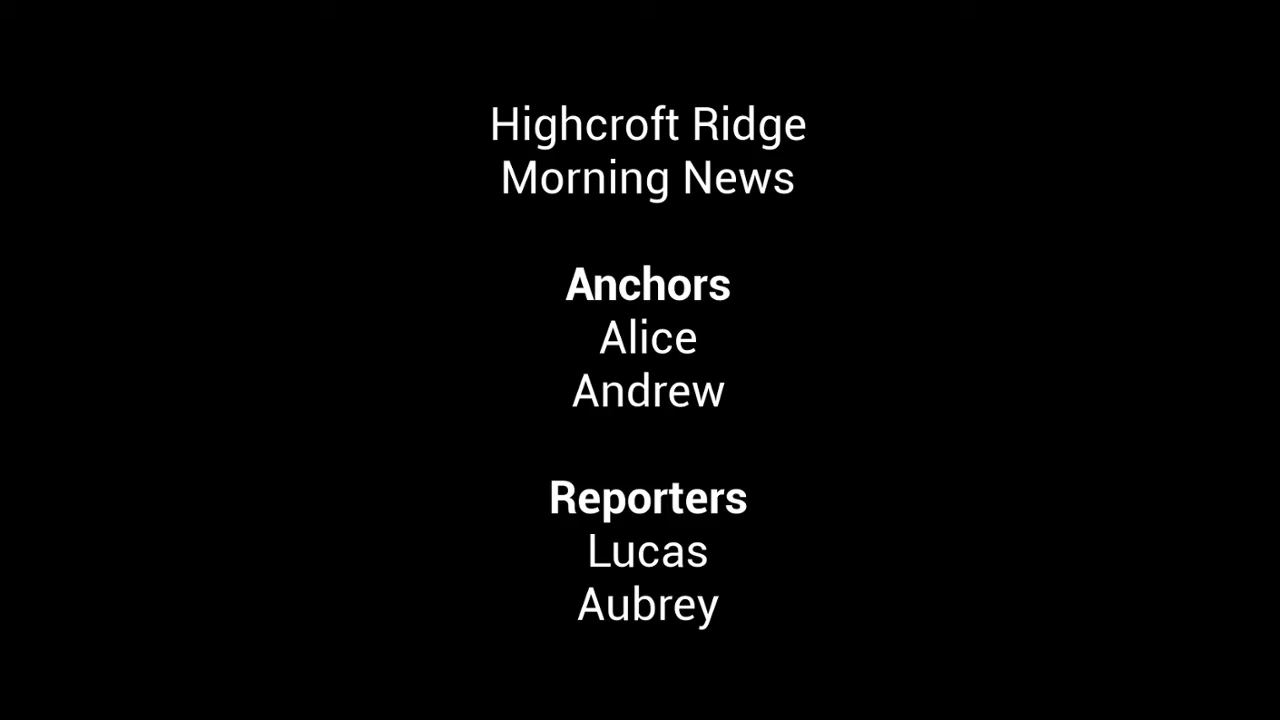 Highcroft Ridge
Morning News
Anchors
Alice
Andrew
Reporters
Lucas
Aubrey